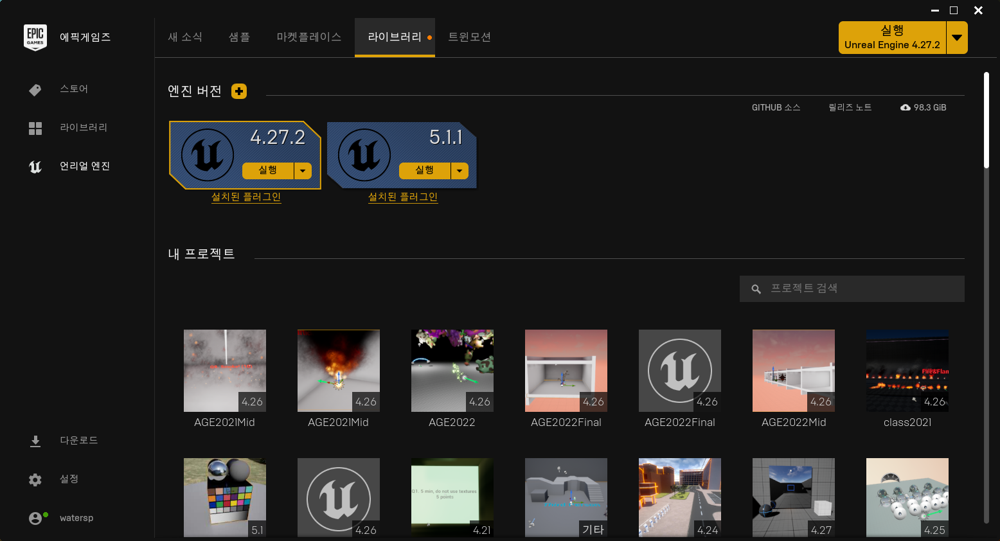 EPIC GAMES
에픽게임즈
새 소식
샘플
마켓플레이스
라이브러리
트윈모션
실행
Unreal Engine 4.27.2
스토어
라이브러리
언리얼 엔진
엔진 버전
GITHUB 소스
릴리즈 노트
98.3 GiB
4.27.2
실행
설치된 플러그인
5.1.1
실행
설치된 플러그인
내 프로젝트
프로젝트 검색
4.26
4.26
4.26
4.26
4.26
4.26
Fire&Flam
4.26
AGE2021Mid
AGE2021Mid
AGE2022
AGE2022Final
AGE2022Final
AGE2022Mid
class2021
5.1
4.26
Q1. 5 min, do not use textures
5 points
4.21
기타
4.24
4.27
4.25
다운로드
설정
watersp